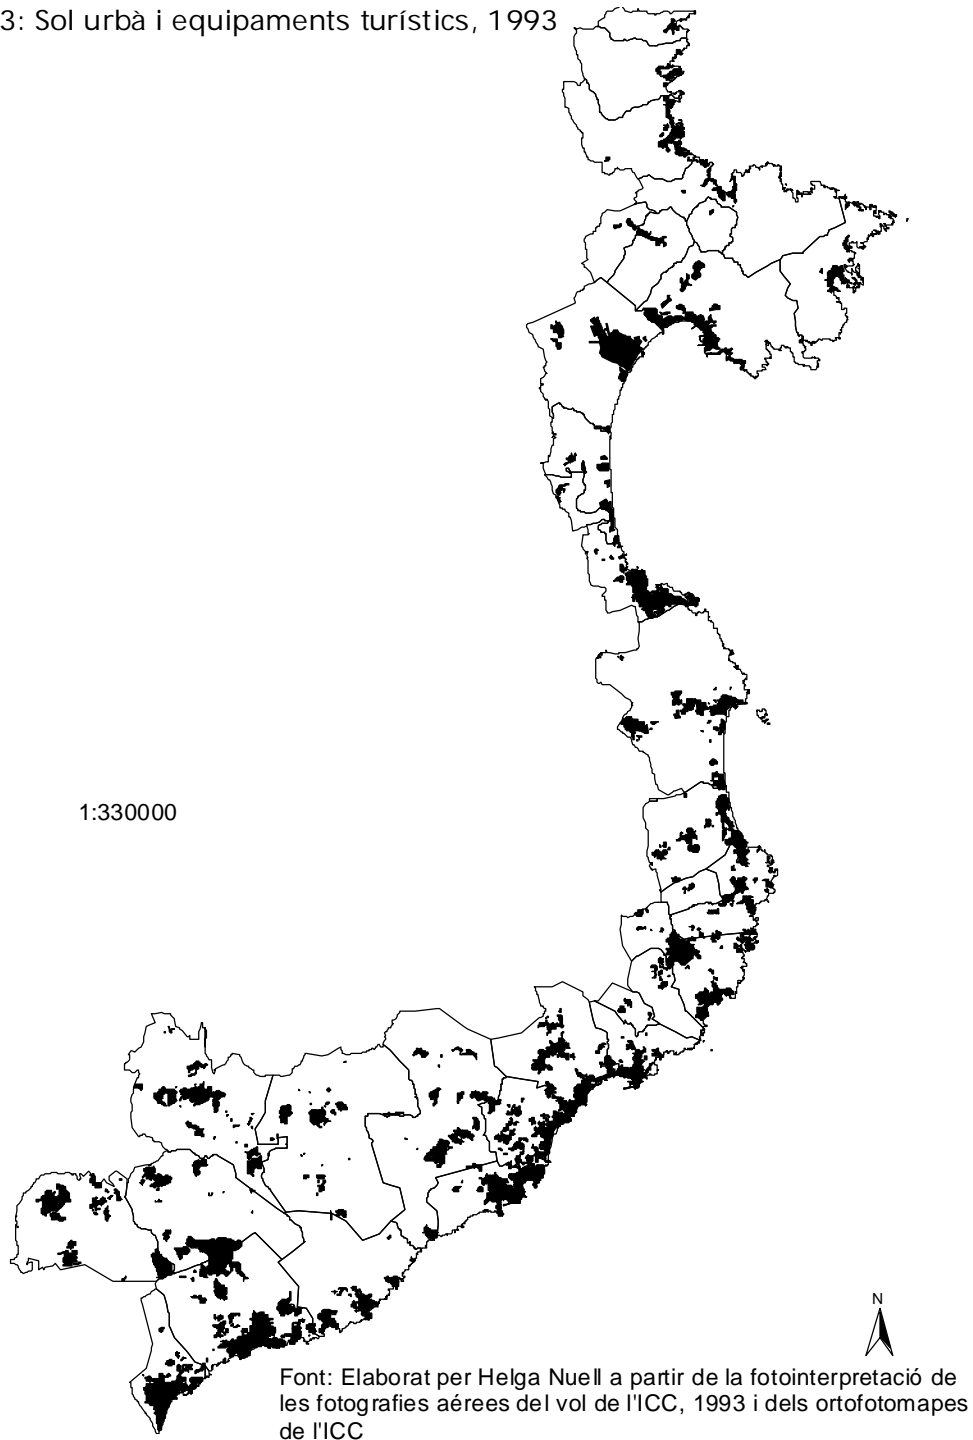 3: Sol urbà i equipaments turístics, 1993
1:330000
N
Font: Elaborat per Helga Nuell a partir de la fotointerpretació de
les fotografies aérees del vol de l'ICC, 1993 i dels ortofotomapes
de l'ICC